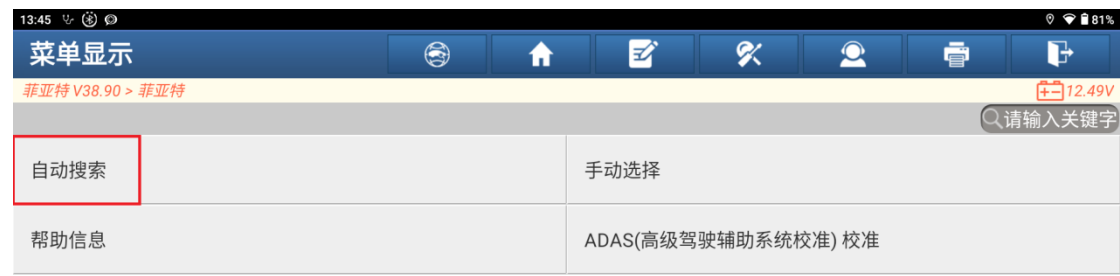 13:45 81%
菜单显示
菲亚特 V38.90 > 菲亚特 12.49V
请输入关键字
自动搜索 手动选择
帮助信息 ADAS(高级驾驶辅助系统校准) 校准